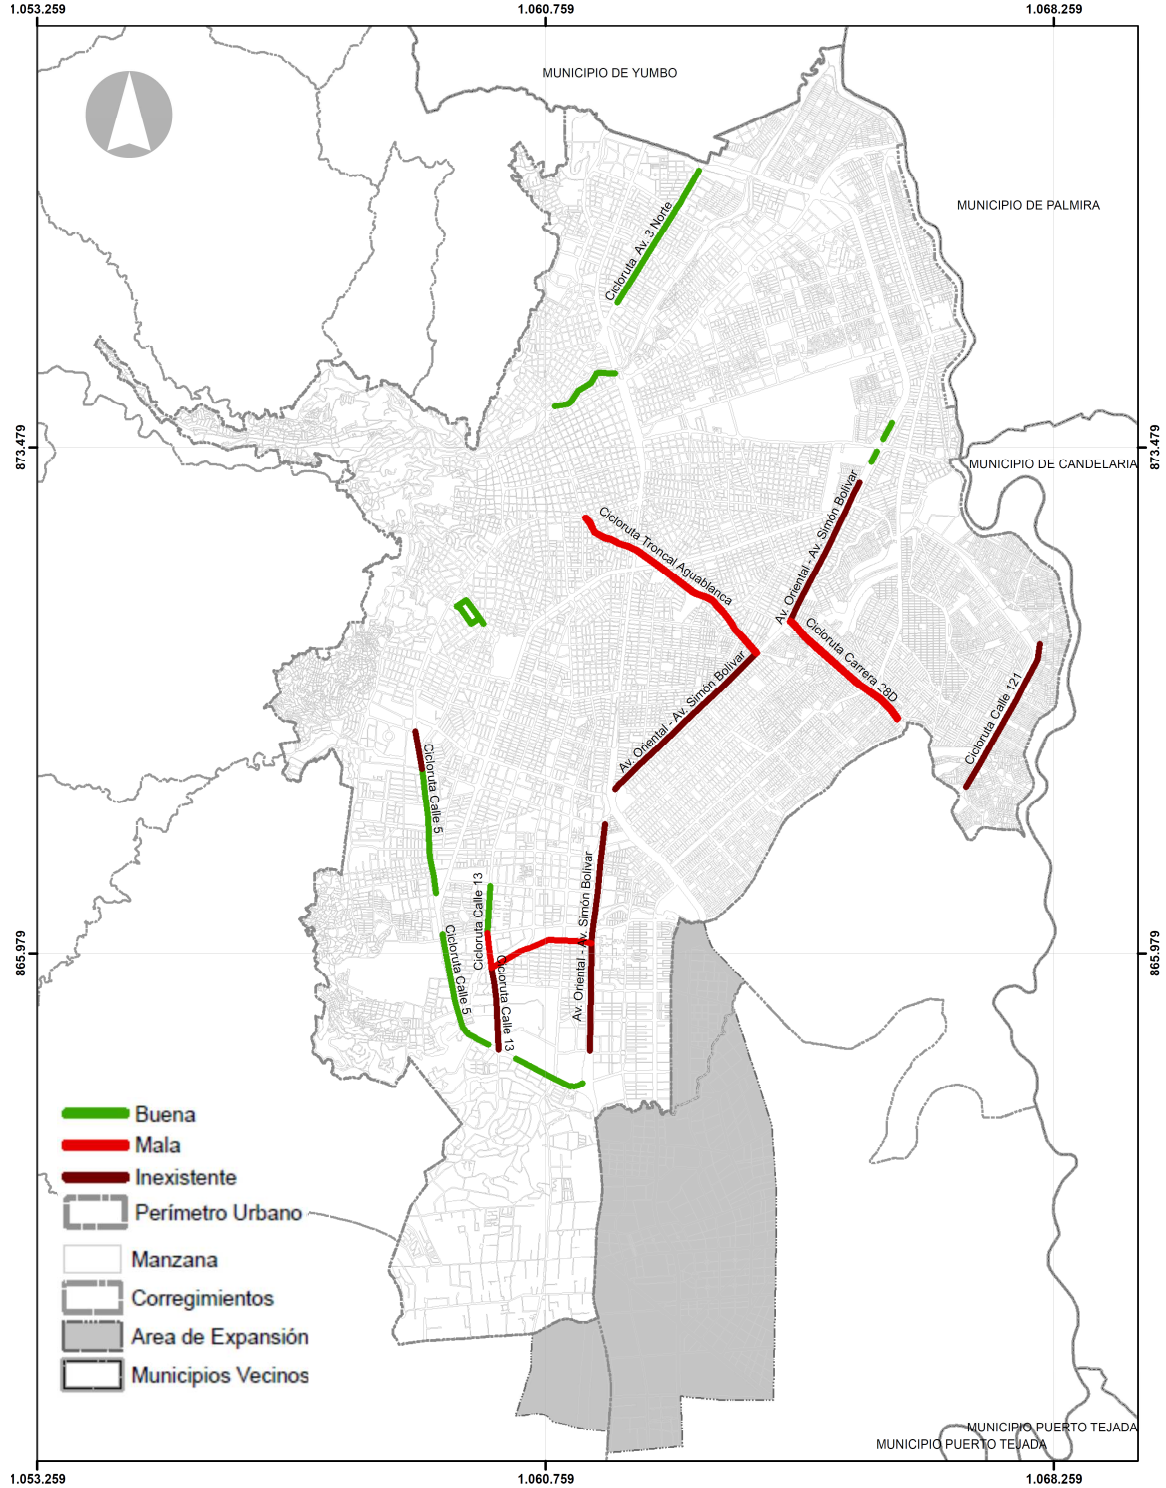 1.053.259
1.060.759
1.068.259
MUNICIPIO DE YUMBO
MUNICIPIO DE PALMIRA
Cicloruta Av. 3 Norte
873.479
873.479
MUNICIPIO DE CANDELARIA
Av. Oriental - Av. Simón Bolivar
Cicloruta Troncal Aguablanca
Cicloruta Carrera 28D
Av. Oriental - Av. Simón Bolivar
Cicloruta Calle 121
Cicloruta Calle 5
Cicloruta Calle 13
Av. Oriental - Av. Simón Bolivar
Cicloruta Calle 5
Cicloruta Calle 13
865.979
865.979
Buena
Mala
Inexistente
Perímetro Urbano
Manzana
Corregimientos
Area de Expansión
Municipios Vecinos
MUNICIPIO PUERTO TEJADA
MUNICIPIO PUERTO TEJADA
1.053.259
1.060.759
1.068.259